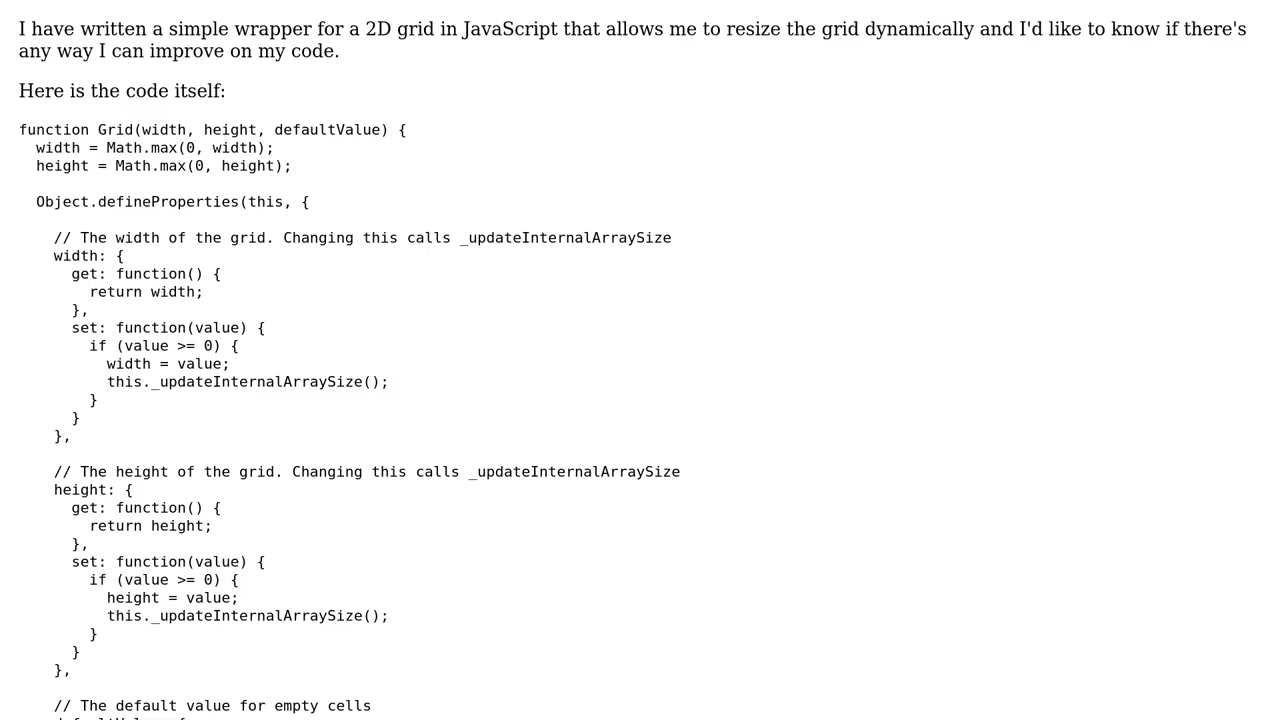 I have written a simple wrapper for a 2D grid in JavaScript that allows me to resize the grid dynamically and I'd like to know if there's
any way I can improve on my code.
Here is the code itself:
function Grid(width, height, defaultValue) {
  width = Math.max(0, width);
  height = Math.max(0, height);
  Object.defineProperties(this, {
    // The width of the grid. Changing this calls _updateInternalArraySize
    width: {
      get: function() {
        return width;
      },
      set: function(value) {
        if (value >= 0) {
          width = value;
          this._updateInternalArraySize();
        }
      }
    },
    // The height of the grid. Changing this calls _updateInternalArraySize
    height: {
      get: function() {
        return height;
      },
      set: function(value) {
        if (value >= 0) {
          height = value;
          this._updateInternalArraySize();
        }
      }
    },
    // The default value for empty cells